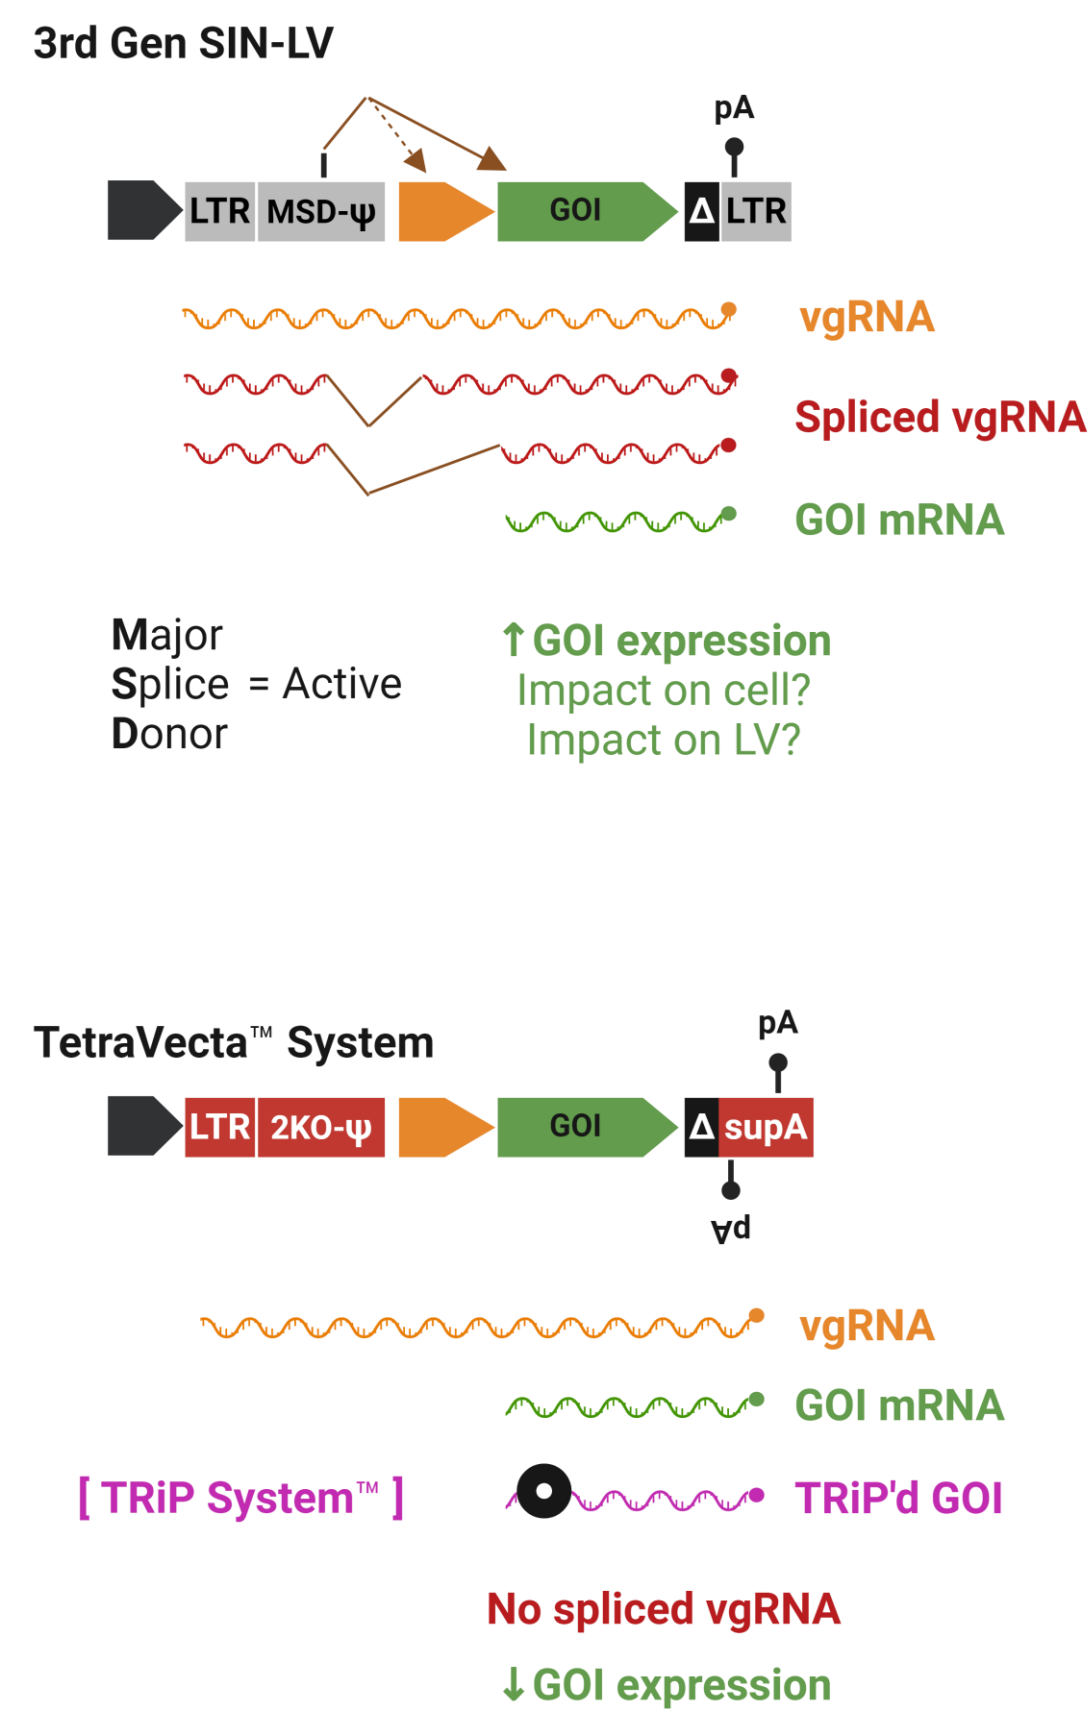 3rd Gen SIN-LV
pA
LTR MSD-ψ GOI Δ LTR
vgRNA
Spliced vgRNA
GOI mRNA
Major
Splice = Active
Donor
↑GOI expression
Impact on cell?
Impact on LV?
TetraVecta™ System
pA
LTR 2KO-ψ GOI Δ supA
pA
vgRNA
GOI mRNA
[ TRiP System™ ] TRiP'd GOI
No spliced vgRNA
↓GOI expression